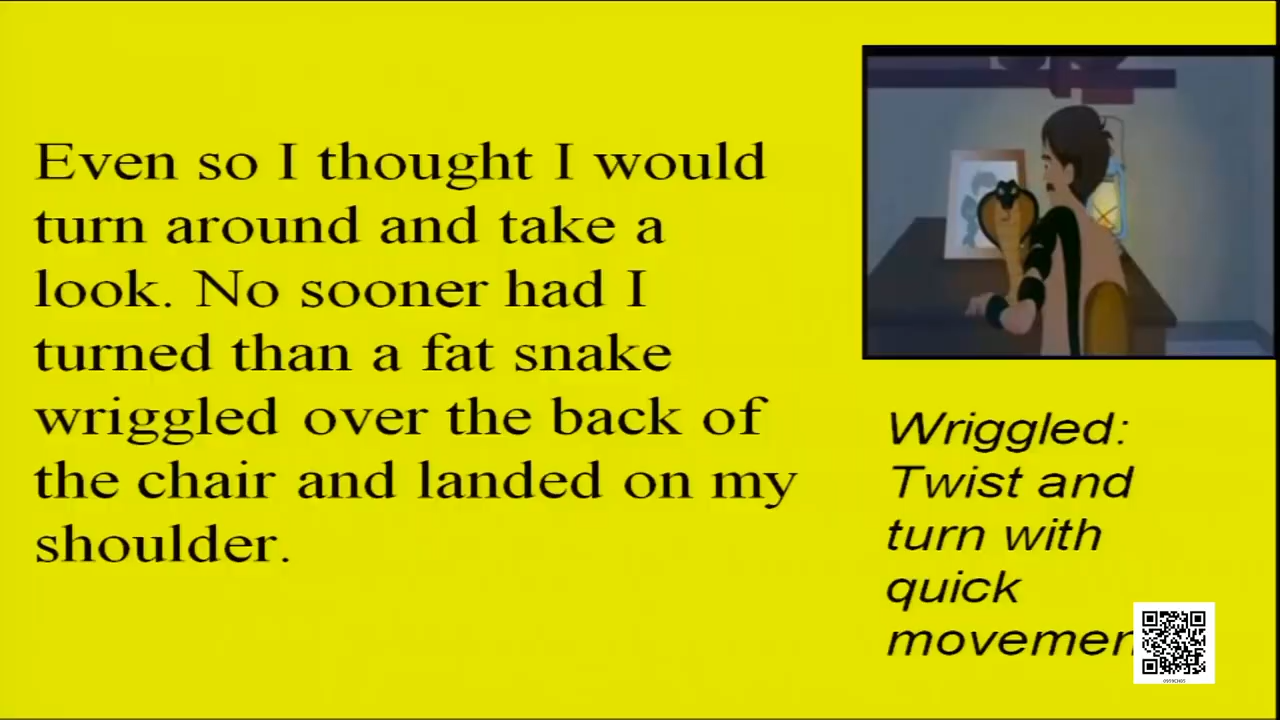 Even so I thought I would
turn around and take a
look. No sooner had I
turned than a fat snake
wriggled over the back of
the chair and landed on my
shoulder.
Wriggled:
Twist and
turn with
quick
movemen